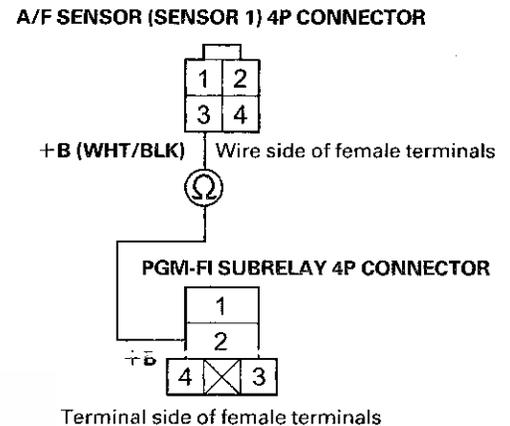 A/F SENSOR (SENSOR 1) 4P CONNECTOR
1 2
3 4
+B (WHT/BLK) Wire side of female terminals
Ω
PGM-FI SUBRELAY 4P CONNECTOR
1
2
+B
4 3
Terminal side of female terminals